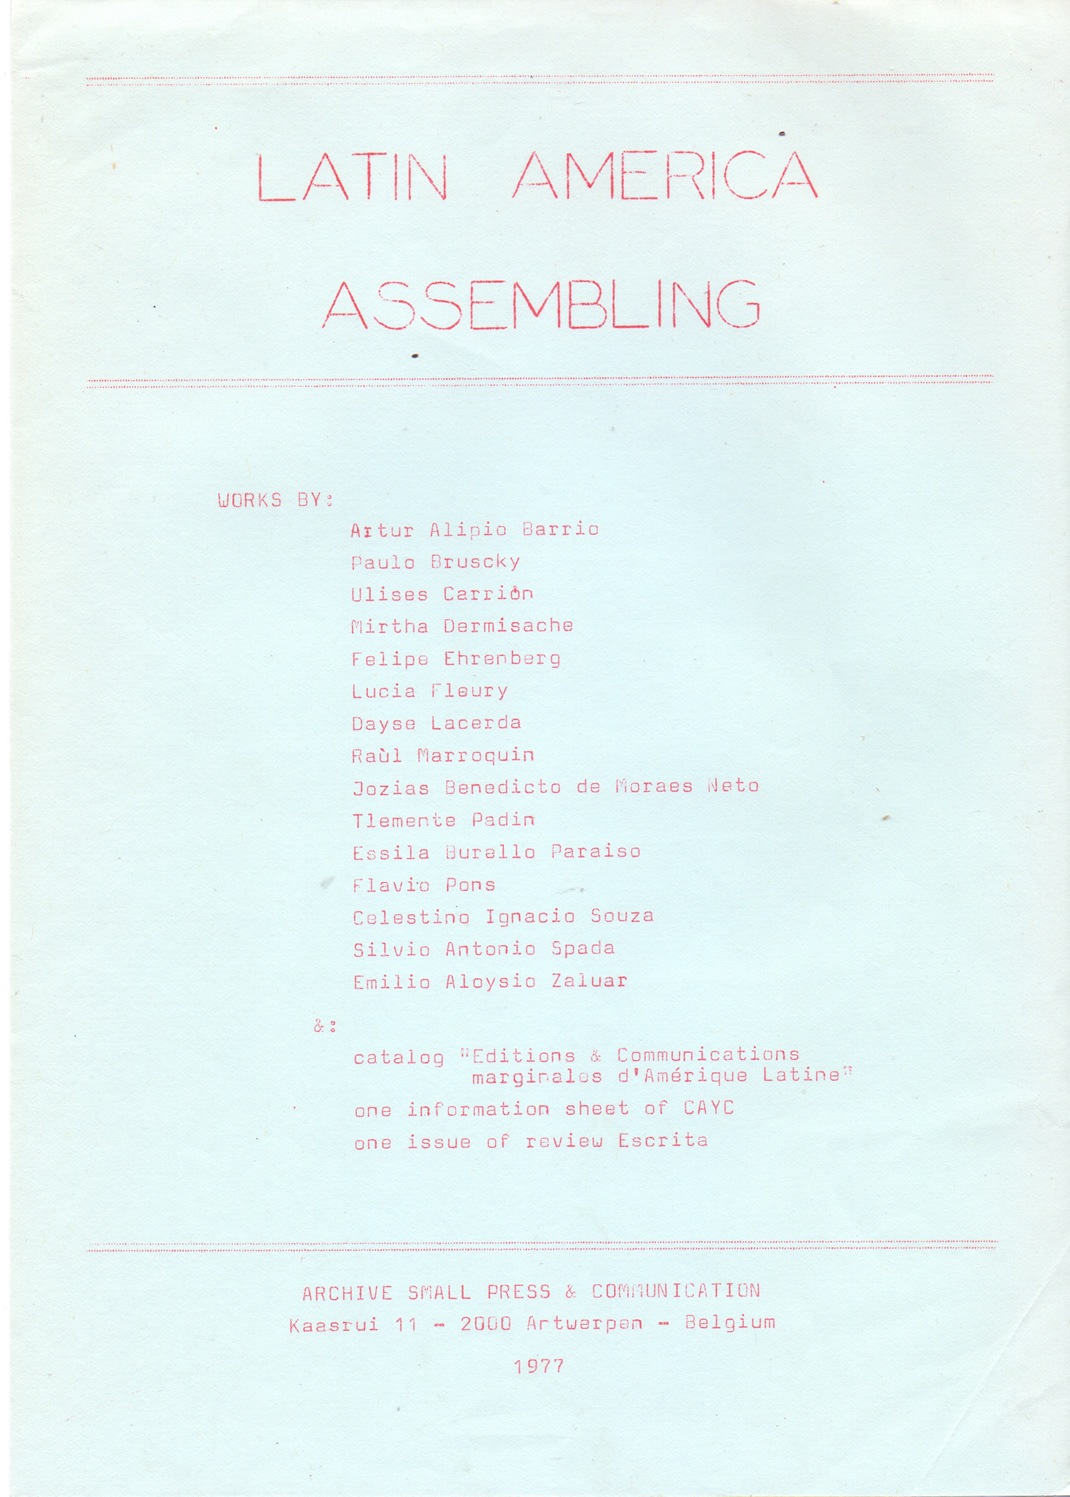 LATIN AMERICA
ASSEMBLING
WORKS BY:
Artur Alipio Barrio
Paulo Bruscky
Ulises Carriòn
Mirtha Dermisache
Felipe Ehrenberg
Lucia Fleury
Dayse Lacerda
Raùl Marroquin
Jozias Benedicto de Moraes Neto
Tlemente Padin
Essila Burello Paraiso
Flavio Pons
Celestino Ignacio Souza
Silvio Antonio Spada
Emilio Aloysio Zaluar
&:
catalog "Editions & Communications
marginales d'Amérique Latine"
one information sheet of CAYC
one issue of review Escrita
ARCHIVE SMALL PRESS & COMMUNICATION
Kaasrui 11 - 2000 Artwerpen - Belgium
1977